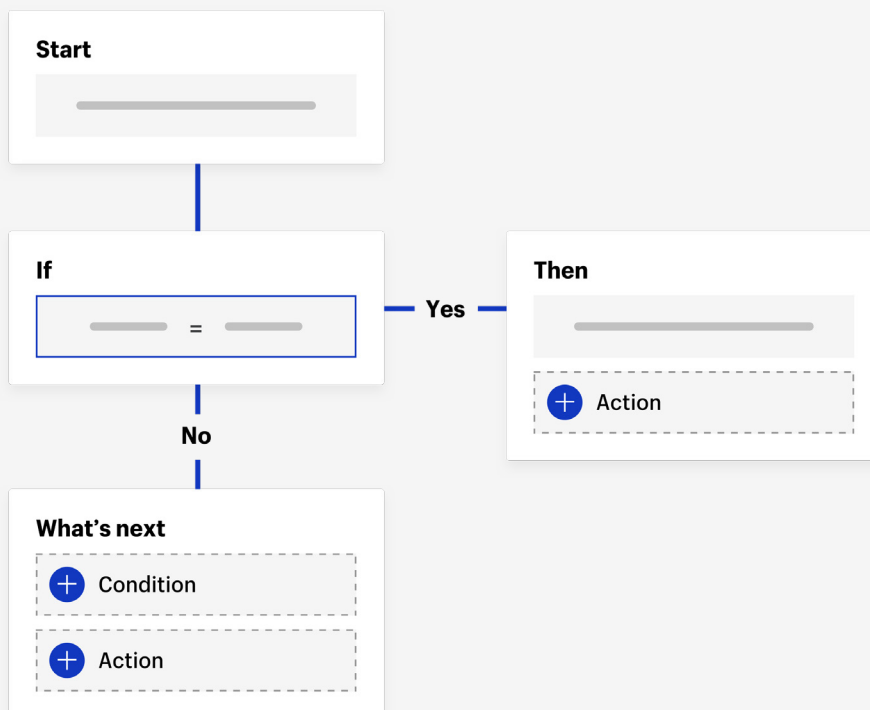 Start
If
=
Yes
Then
Action
No
What's next
Condition
Action